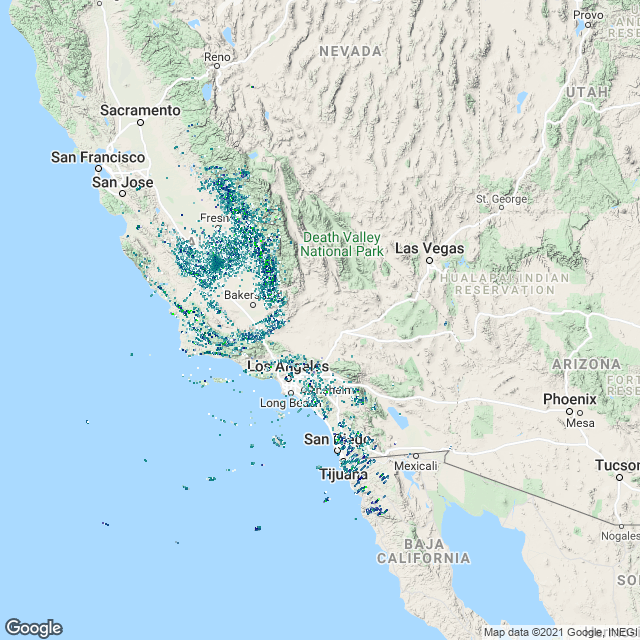 Provo
NEVADA
Reno
UTAH
Sacramento
San Francisco
San Jose
St. George
Fresn
Death Valley
National Park
Las Vegas
HUALAPAI INDIAN
RESERVATION
Bakers
Los Angeles
ARIZONA
FORT
RESE
Long Beach
Anaheim
Phoenix
Mesa
San Diego
Mexicali
Tijuana
Tucson
Nogales
BAJA
CALIFORNIA
SO
Google
Map data ©2021 Google, INEGI